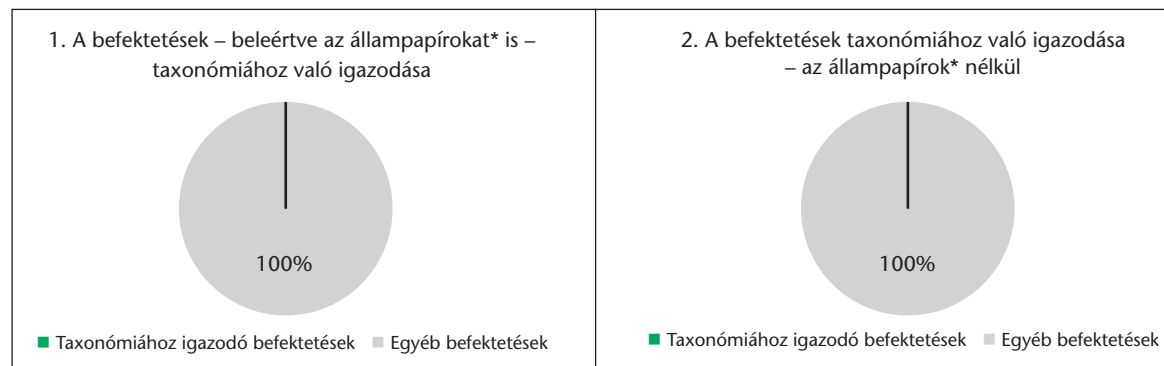 1. A befektetések – beleértve az állampapírokat* is –
taxonómiához való igazodása
100%
Taxonómiához igazodó befektetések
Egyéb befektetések
2. A befektetések taxonómiához való igazodása
– az állampapírok* nélkül
100%
Taxonómiához igazodó befektetések
Egyéb befektetések